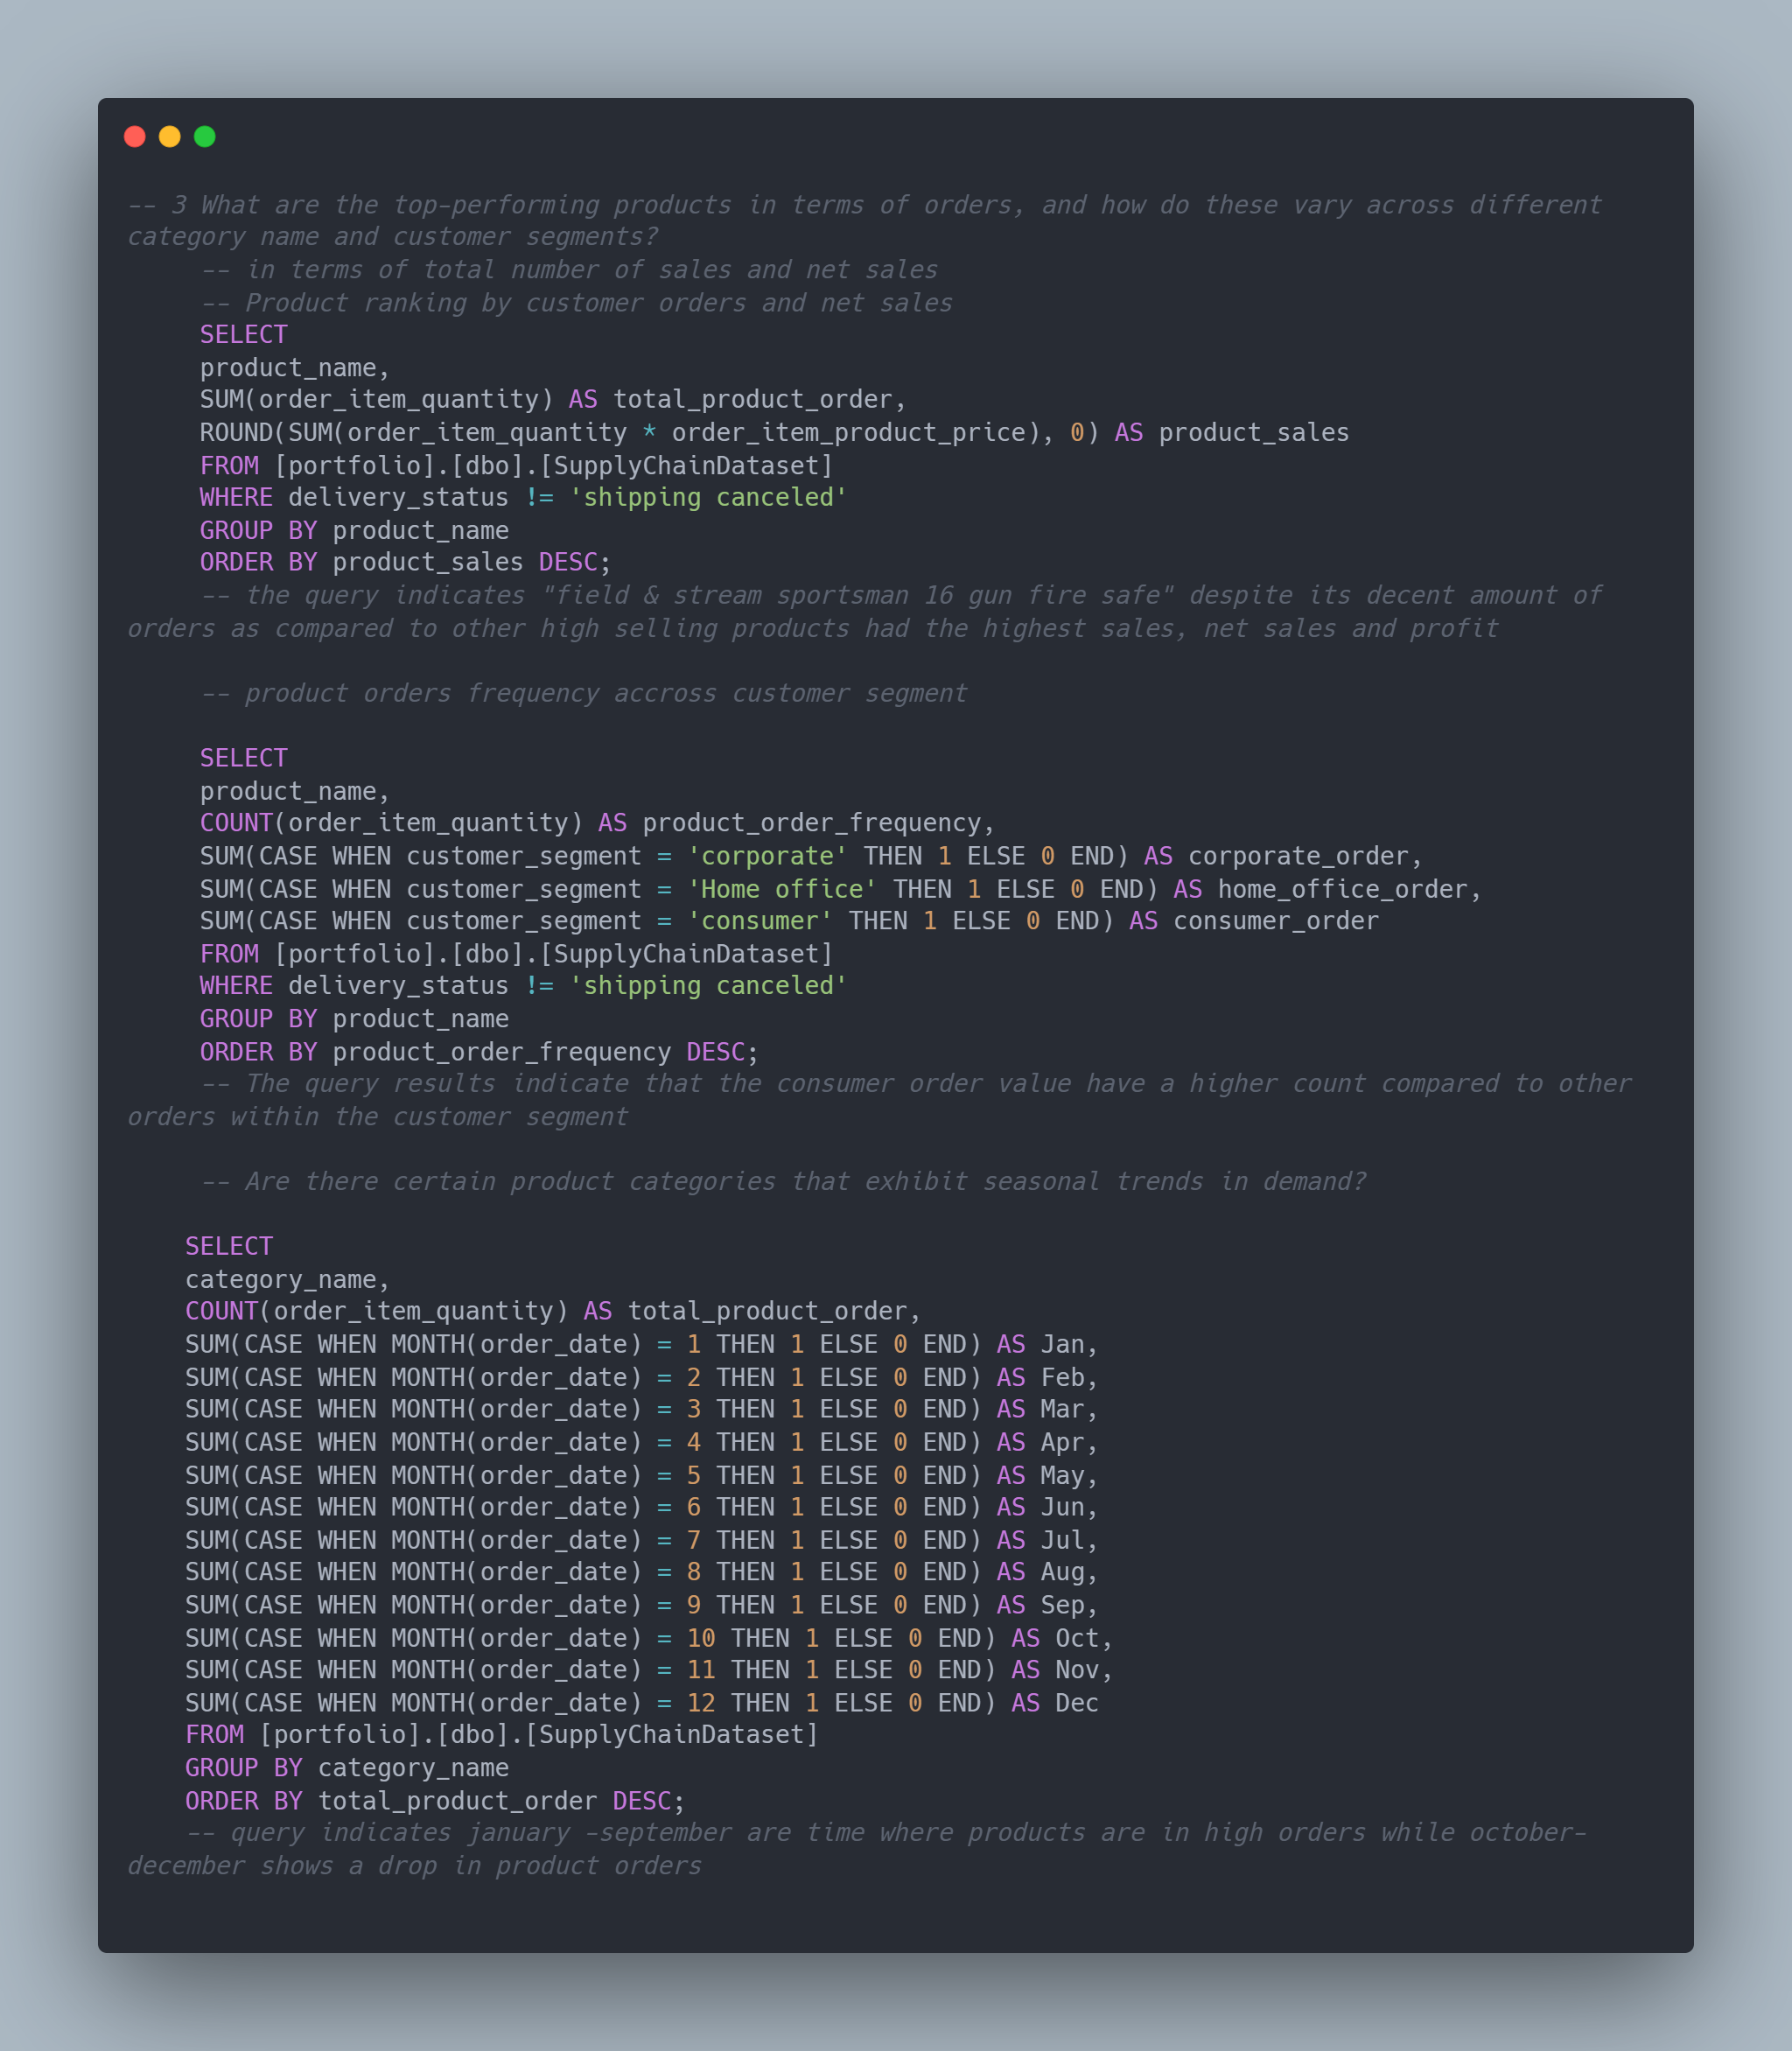 -- 3 What are the top-performing products in terms of orders, and how do these vary across different
category name and customer segments?
     -- in terms of total number of sales and net sales
     -- Product ranking by customer orders and net sales
     SELECT
     product_name,
     SUM(order_item_quantity) AS total_product_order,
     ROUND(SUM(order_item_quantity * order_item_product_price), 0) AS product_sales
     FROM [portfolio].[dbo].[SupplyChainDataset]
     WHERE delivery_status != 'shipping canceled'
     GROUP BY product_name
     ORDER BY product_sales DESC;
     -- the query indicates "field & stream sportsman 16 gun fire safe" despite its decent amount of
orders as compared to other high selling products had the highest sales, net sales and profit

     -- product orders frequency accross customer segment

     SELECT
     product_name,
     COUNT(order_item_quantity) AS product_order_frequency,
     SUM(CASE WHEN customer_segment = 'corporate' THEN 1 ELSE 0 END) AS corporate_order,
     SUM(CASE WHEN customer_segment = 'Home office' THEN 1 ELSE 0 END) AS home_office_order,
     SUM(CASE WHEN customer_segment = 'consumer' THEN 1 ELSE 0 END) AS consumer_order
     FROM [portfolio].[dbo].[SupplyChainDataset]
     WHERE delivery_status != 'shipping canceled'
     GROUP BY product_name
     ORDER BY product_order_frequency DESC;
     -- The query results indicate that the consumer order value have a higher count compared to other
orders within the customer segment

     -- Are there certain product categories that exhibit seasonal trends in demand?

    SELECT
    category_name,
    COUNT(order_item_quantity) AS total_product_order,
    SUM(CASE WHEN MONTH(order_date) = 1 THEN 1 ELSE 0 END) AS Jan,
    SUM(CASE WHEN MONTH(order_date) = 2 THEN 1 ELSE 0 END) AS Feb,
    SUM(CASE WHEN MONTH(order_date) = 3 THEN 1 ELSE 0 END) AS Mar,
    SUM(CASE WHEN MONTH(order_date) = 4 THEN 1 ELSE 0 END) AS Apr,
    SUM(CASE WHEN MONTH(order_date) = 5 THEN 1 ELSE 0 END) AS May,
    SUM(CASE WHEN MONTH(order_date) = 6 THEN 1 ELSE 0 END) AS Jun,
    SUM(CASE WHEN MONTH(order_date) = 7 THEN 1 ELSE 0 END) AS Jul,
    SUM(CASE WHEN MONTH(order_date) = 8 THEN 1 ELSE 0 END) AS Aug,
    SUM(CASE WHEN MONTH(order_date) = 9 THEN 1 ELSE 0 END) AS Sep,
    SUM(CASE WHEN MONTH(order_date) = 10 THEN 1 ELSE 0 END) AS Oct,
    SUM(CASE WHEN MONTH(order_date) = 11 THEN 1 ELSE 0 END) AS Nov,
    SUM(CASE WHEN MONTH(order_date) = 12 THEN 1 ELSE 0 END) AS Dec
    FROM [portfolio].[dbo].[SupplyChainDataset]
    GROUP BY category_name
    ORDER BY total_product_order DESC;
    -- query indicates january -september are time where products are in high orders while october-
december shows a drop in product orders